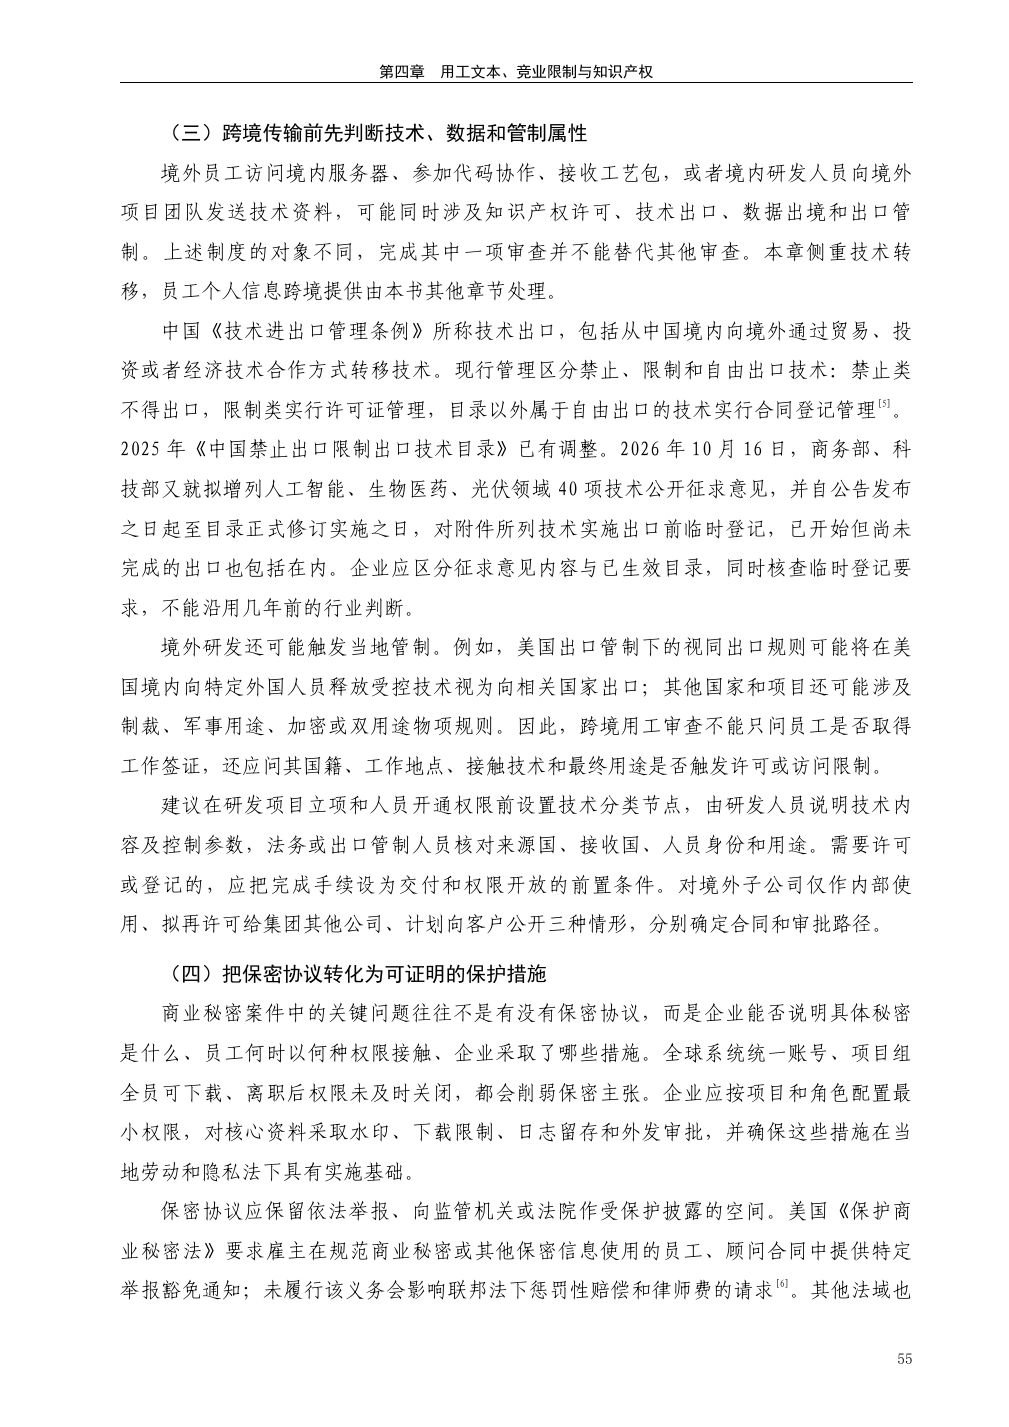 第四章　用工文本、竞业限制与知识产权
（三）跨境传输前先判断技术、数据和管制属性
境外员工访问境内服务器、参加代码协作、接收工艺包，或者境内研发人员向境外
项目团队发送技术资料，可能同时涉及知识产权许可、技术出口、数据出境和出口管
制。上述制度的对象不同，完成其中一项审查并不能替代其他审查。本章侧重技术转
移，员工个人信息跨境提供由本书其他章节处理。
中国《技术进出口管理条例》所称技术出口，包括从中国境内向境外通过贸易、投
资或者经济技术合作方式转移技术。现行管理区分禁止、限制和自由出口技术：禁止类
不得出口，限制类实行许可证管理，目录以外属于自由出口的技术实行合同登记管理[5]。
2025 年《中国禁止出口限制出口技术目录》已有调整。2026 年 10 月 16 日，商务部、科
技部又就拟增列人工智能、生物医药、光伏领域 40 项技术公开征求意见，并自公告发布
之日起至目录正式修订实施之日，对附件所列技术实施出口前临时登记，已开始但尚未
完成的出口也包括在内。企业应区分征求意见内容与已生效目录，同时核查临时登记要
求，不能沿用几年前的行业判断。
境外研发还可能触发当地管制。例如，美国出口管制下的视同出口规则可能将在美
国境内向特定外国人员释放受控技术视为向相关国家出口；其他国家和项目还可能涉及
制裁、军事用途、加密或双用途物项规则。因此，跨境用工审查不能只问员工是否取得
工作签证，还应问其国籍、工作地点、接触技术和最终用途是否触发许可或访问限制。
建议在研发项目立项和人员开通权限前设置技术分类节点，由研发人员说明技术内
容及控制参数，法务或出口管制人员核对来源国、接收国、人员身份和用途。需要许可
或登记的，应把完成手续设为交付和权限开放的前置条件。对境外子公司仅作内部使
用、拟再许可给集团其他公司、计划向客户公开三种情形，分别确定合同和审批路径。
（四）把保密协议转化为可证明的保护措施
商业秘密案件中的关键问题往往不是有没有保密协议，而是企业能否说明具体秘密
是什么、员工何时以何种权限接触、企业采取了哪些措施。全球系统统一账号、项目组
全员可下载、离职后权限未及时关闭，都会削弱保密主张。企业应按项目和角色配置最
小权限，对核心资料采取水印、下载限制、日志留存和外发审批，并确保这些措施在当
地劳动和隐私法下具有实施基础。
保密协议应保留依法举报、向监管机关或法院作受保护披露的空间。美国《保护商
业秘密法》要求雇主在规范商业秘密或其他保密信息使用的员工、顾问合同中提供特定
举报豁免通知；未履行该义务会影响联邦法下惩罚性赔偿和律师费的请求[6]。其他法域也
55